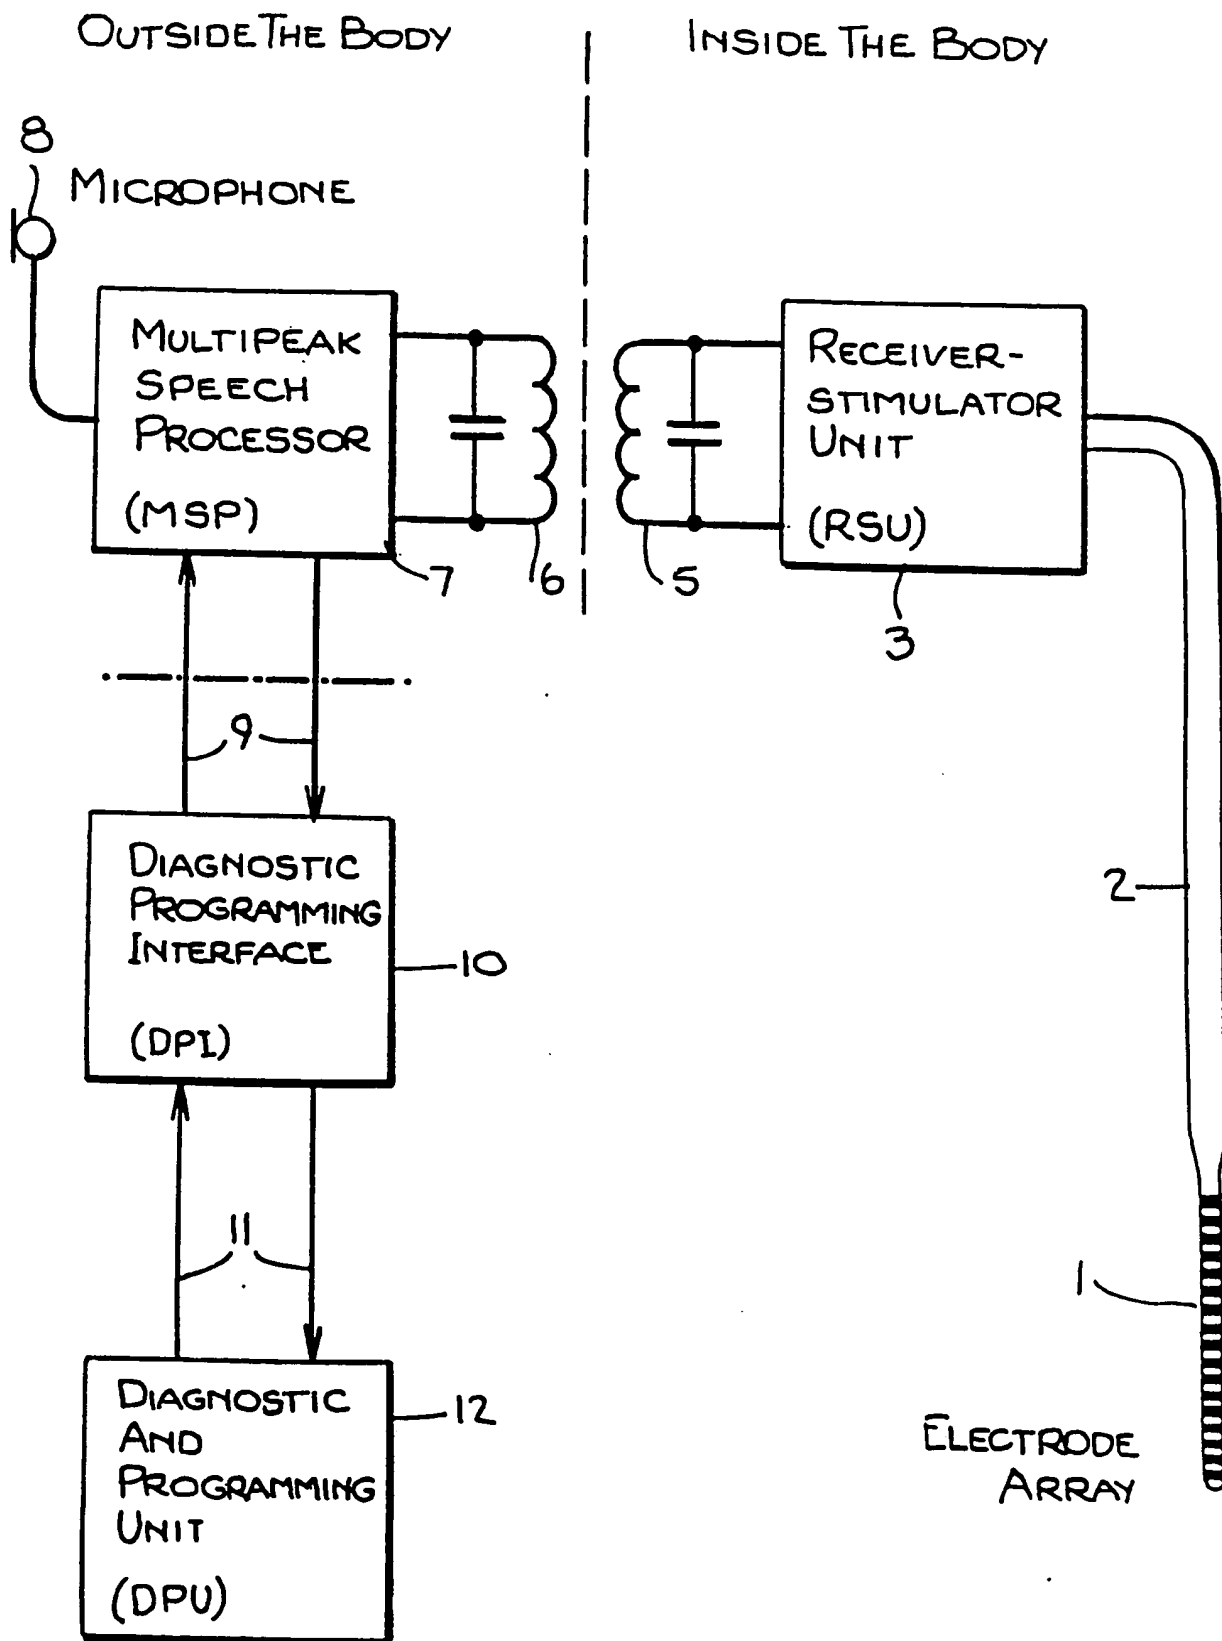 OUTSIDE THE BODY
INSIDE THE BODY
8
MICROPHONE
MULTIPEAK
SPEECH
PROCESSOR
(MSP)
7
6
5
RECEIVER-
STIMULATOR
UNIT
(RSU)
3
9
2
DIAGNOSTIC
PROGRAMMING
INTERFACE
(DPI)
10
11
1
DIAGNOSTIC
AND
PROGRAMMING
UNIT
(DPU)
12
ELECTRODE
ARRAY